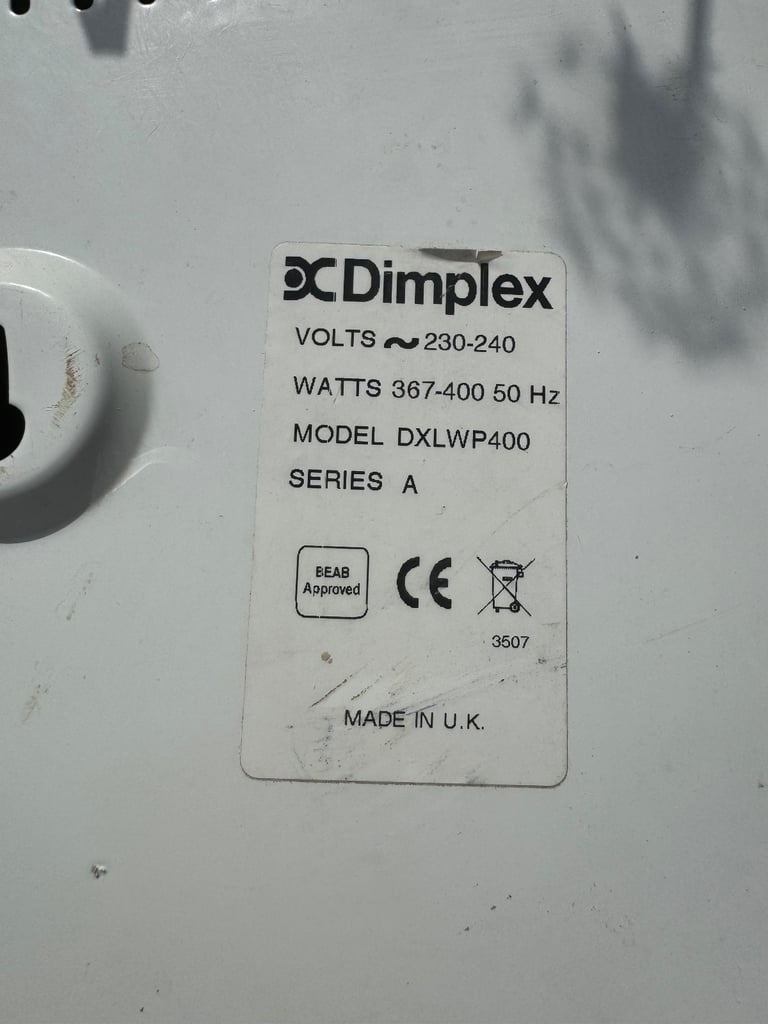 Dimplex
VOLTS ~ 230-240
WATTS 367-400 50 Hz
MODEL DXLWP400
SERIES A
BEAB
Approved
CE
3507
MADE IN U.K.